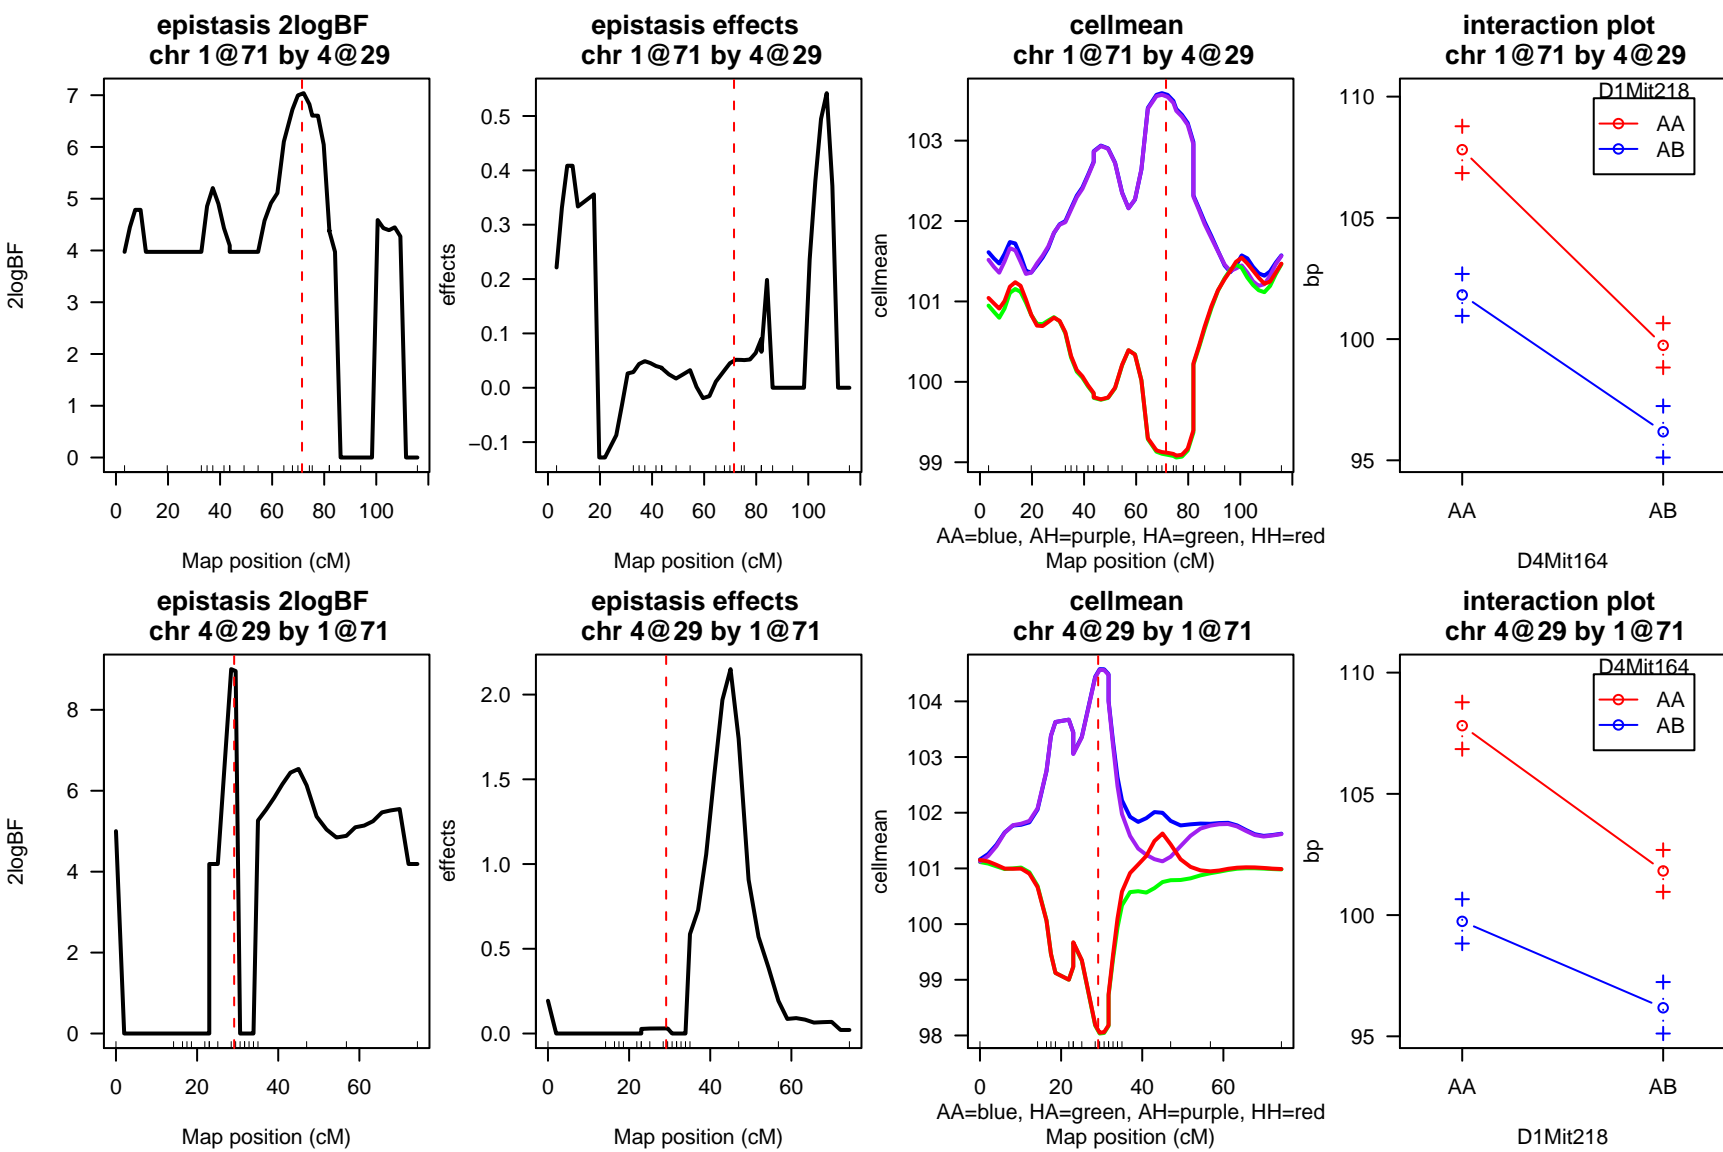 epistasis 2logBF
chr 1@71 by 4@29
2logBF
7
6
5
4
3
2
1
0
0 20 40 60 80 100
Map position (cM)
epistasis effects
chr 1@71 by 4@29
effects
0.5
0.4
0.3
0.2
0.1
0.0
−0.1
0 20 40 60 80 100
Map position (cM)
cellmean
chr 1@71 by 4@29
cellmean
103
102
101
100
99
0 20 40 60 80 100
AA=blue, AH=purple, HA=green, HH=red
Map position (cM)
interaction plot
chr 1@71 by 4@29
bp
110
105
100
95
D1Mit218
AA
AB
AA AB
D4Mit164
epistasis 2logBF
chr 4@29 by 1@71
2logBF
8
6
4
2
0
0 20 40 60
Map position (cM)
epistasis effects
chr 4@29 by 1@71
effects
2.0
1.5
1.0
0.5
0.0
0 20 40 60
Map position (cM)
cellmean
chr 4@29 by 1@71
cellmean
104
103
102
101
100
99
98
0 20 40 60
AA=blue, HA=green, AH=purple, HH=red
Map position (cM)
interaction plot
chr 4@29 by 1@71
bp
110
105
100
95
D4Mit164
AA
AB
AA AB
D1Mit218